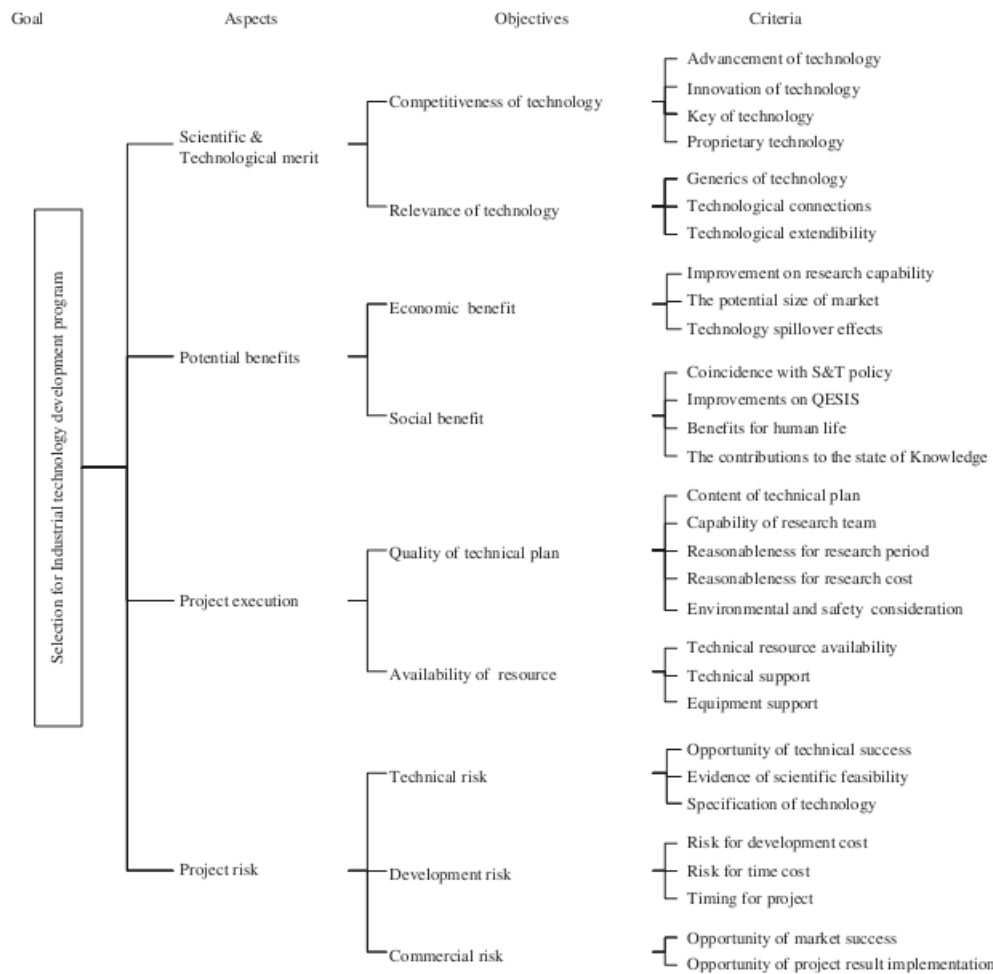 Goal Aspects Objectives Criteria
Selection for Industrial technology development program
Scientific &
Technological merit
Competitiveness of technology
Advancement of technology
Innovation of technology
Key of technology
Proprietary technology
Relevance of technology
Generics of technology
Technological connections
Technological extendibility
Potential benefits
Economic benefit
Improvement on research capability
The potential size of market
Technology spillover effects
Social benefit
Coincidence with S&T policy
Improvements on QESIS
Benefits for human life
The contributions to the state of Knowledge
Project execution
Quality of technical plan
Content of technical plan
Capability of research team
Reasonableness for research period
Reasonableness for research cost
Environmental and safety consideration
Availability of resource
Technical resource availability
Technical support
Equipment support
Project risk
Technical risk
Opportunity of technical success
Evidence of scientific feasibility
Specification of technology
Development risk
Risk for development cost
Risk for time cost
Timing for project
Commercial risk
Opportunity of market success
Opportunity of project result implementation